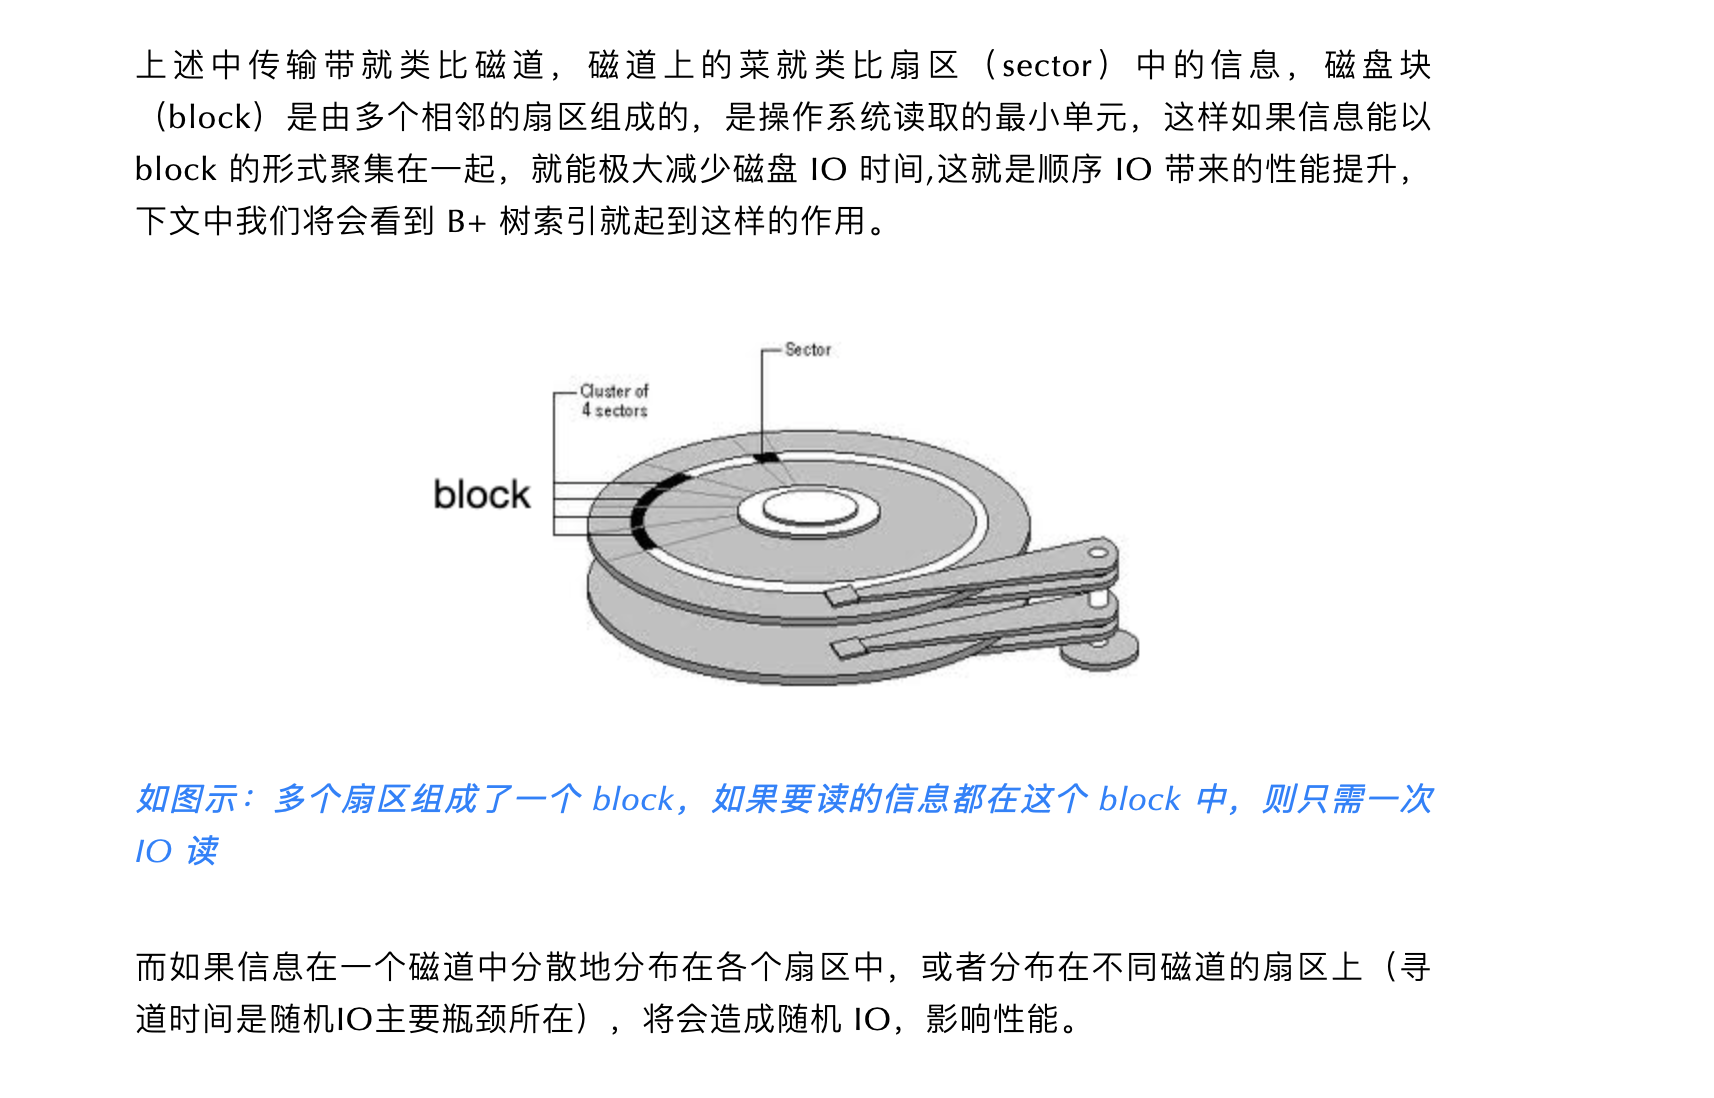 上述中传输带就类比磁道，磁道上的菜就类比扇区（sector）中的信息，磁盘块
（block）是由多个相邻的扇区组成的，是操作系统读取的最小单元，这样如果信息能以
block 的形式聚集在一起，就能极大减少磁盘 IO 时间,这就是顺序 IO 带来的性能提升，
下文中我们将会看到 B+ 树索引就起到这样的作用。
Sector
Cluster of
4 sectors
block
如图示：多个扇区组成了一个 block，如果要读的信息都在这个 block 中，则只需一次
IO 读
而如果信息在一个磁道中分散地分布在各个扇区中，或者分布在不同磁道的扇区上（寻
道时间是随机IO主要瓶颈所在），将会造成随机 IO，影响性能。